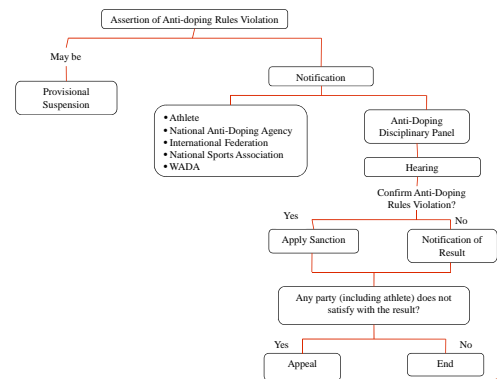 Assertion of Anti-doping Rules Violation
May be
Notification
Provisional
Suspension
• Athlete
• National Anti-Doping Agency
• International Federation
• National Sports Association
• WADA
Anti-Doping
Disciplinary Panel
Hearing
Confirm Anti-Doping
Rules Violation?
Yes
No
Apply Sanction
Notification of
Result
Any party (including athlete) does not
satisfy with the result?
Yes
No
Appeal
End